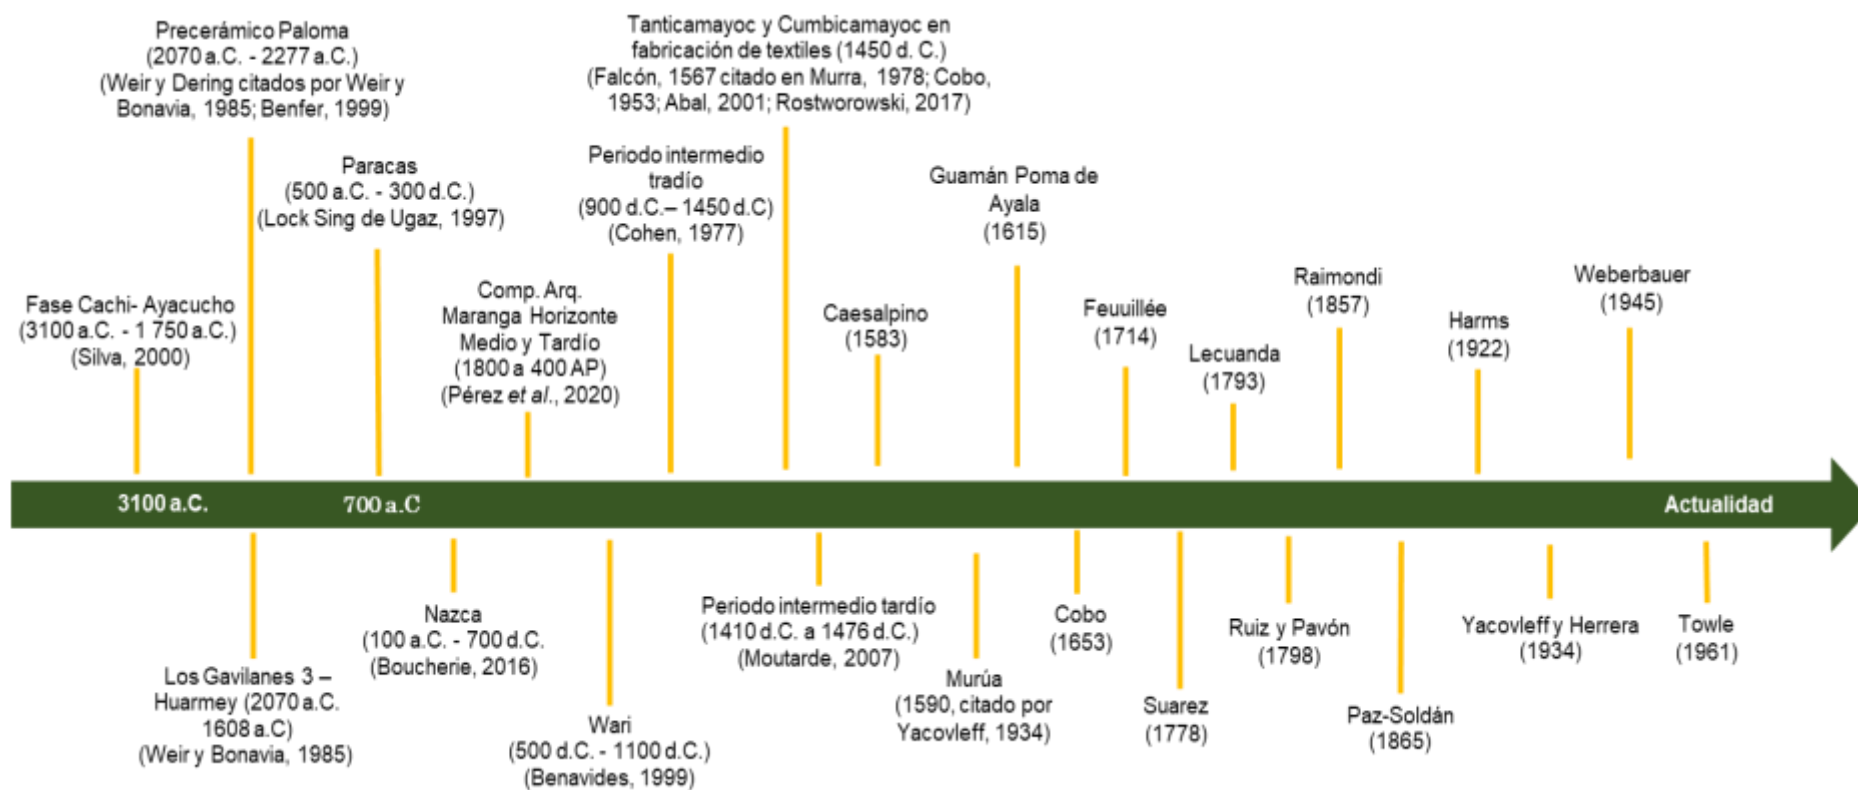 Precerámico Paloma
(2070 a.C. - 2277 a.C.)
(Weir y Dering citados por Weir y
Bonavia, 1985; Benfer, 1999)
Tanticamayoc y Cumbicamayoc en
fabricación de textiles (1450 d. C.)
(Falcón, 1567 citado en Murra, 1978; Cobo,
1953; Abal, 2001; Rostworowski, 2017)
Paracas
(500 a.C. - 300 d.C.)
(Lock Sing de Ugaz, 1997)
Periodo intermedio
tradío
(900 d.C.– 1450 d.C)
(Cohen, 1977)
Guamán Poma de
Ayala
(1615)
Fase Cachi- Ayacucho
(3100 a.C. - 1 750 a.C.)
(Silva, 2000)
Comp. Arq.
Maranga Horizonte
Medio y Tardío
(1800 a 400 AP)
(Pérez et al., 2020)
Caesalpino
(1583)
Feuuillée
(1714)
Lecuanda
(1793)
Raimondi
(1857)
Harms
(1922)
Weberbauer
(1945)
3100 a.C.
700 a.C
Actualidad
Los Gavilanes 3 –
Huarmey (2070 a.C.
1608 a.C)
(Weir y Bonavia, 1985)
Nazca
(100 a.C. - 700 d.C.
(Boucherie, 2016)
Wari
(500 d.C. - 1100 d.C.)
(Benavides, 1999)
Periodo intermedio tardío
(1410 d.C. a 1476 d.C.)
(Moutarde, 2007)
Murúa
(1590, citado por
Yacovleff, 1934)
Cobo
(1653)
Suarez
(1778)
Ruiz y Pavón
(1798)
Paz-Soldán
(1865)
Yacovleff y Herrera
(1934)
Towle
(1961)